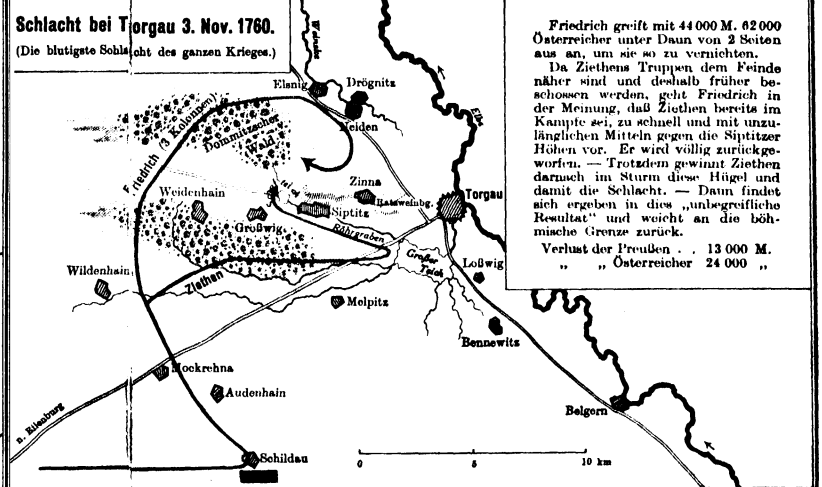 Schlacht bei Torgau 3. Nov. 1760.
(Die blutigste Schlacht des ganzen Krieges.)
Friedrich greift mit 44 000 M. 62 000
Österreicher unter Daun von 2 Seiten
aus an, um sie so zu vernichten.
Da Ziethens Truppen dem Feinde
näher sind und deshalb früher be-
schossen werden, geht Friedrich in
der Meinung, daß Ziethen bereits im
Kampfe sei, zu schnell und mit unzu-
länglichen Mitteln gegen die Siptitzer
Höhen vor. Er wird völlig zurückge-
worfen. — Trotzdem gewinnt Ziethen
darnach im Sturm diese Hügel und
damit die Schlacht. — Daun findet
sich ergeben in dies „unbegreifliche
Resultat“ und weicht an die böh-
mische Grenze zurück.
Verlust der Preußen . . 13 000 M.
„ „ Österreicher 24 000 „
Weinske
Elsnig
Drögnitz
Neiden
Elbe
Friedrich (3 Kolonnen)
Dommitzscher
Wald
Zinna
Ratsweinbg.
Torgau
Weidenhain
Siptitz
Großwig
Röhrgraben
Großer
Teich
Loßwig
Wildenhain
Ziethen
Melpitz
Bennewitz
Mockrehna
Audenhain
Belgern
n. Eilenburg
Schildau
0 5 10 km